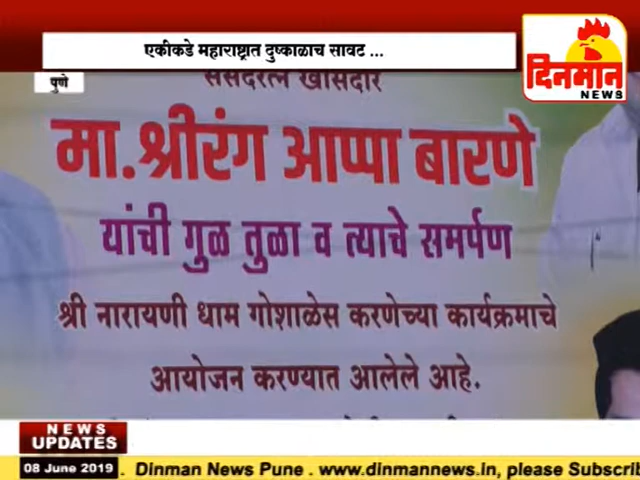 एकीकडे महाराष्ट्रात दुष्काळाच सावट ...
दिनमान
NEWS
पुणे
संसदरत्न खासदार
मा.श्रीरंग आप्पा बारणे
यांची गुळ तुळा व त्याचे समर्पण
श्री नारायणी धाम गोशाळेस करणेच्या कार्यक्रमाचे
आयोजन करण्यात आलेले आहे.
NEWS
UPDATES
08 June 2019 . Dinman News Pune . www.dinmannews.in, please Subscrib